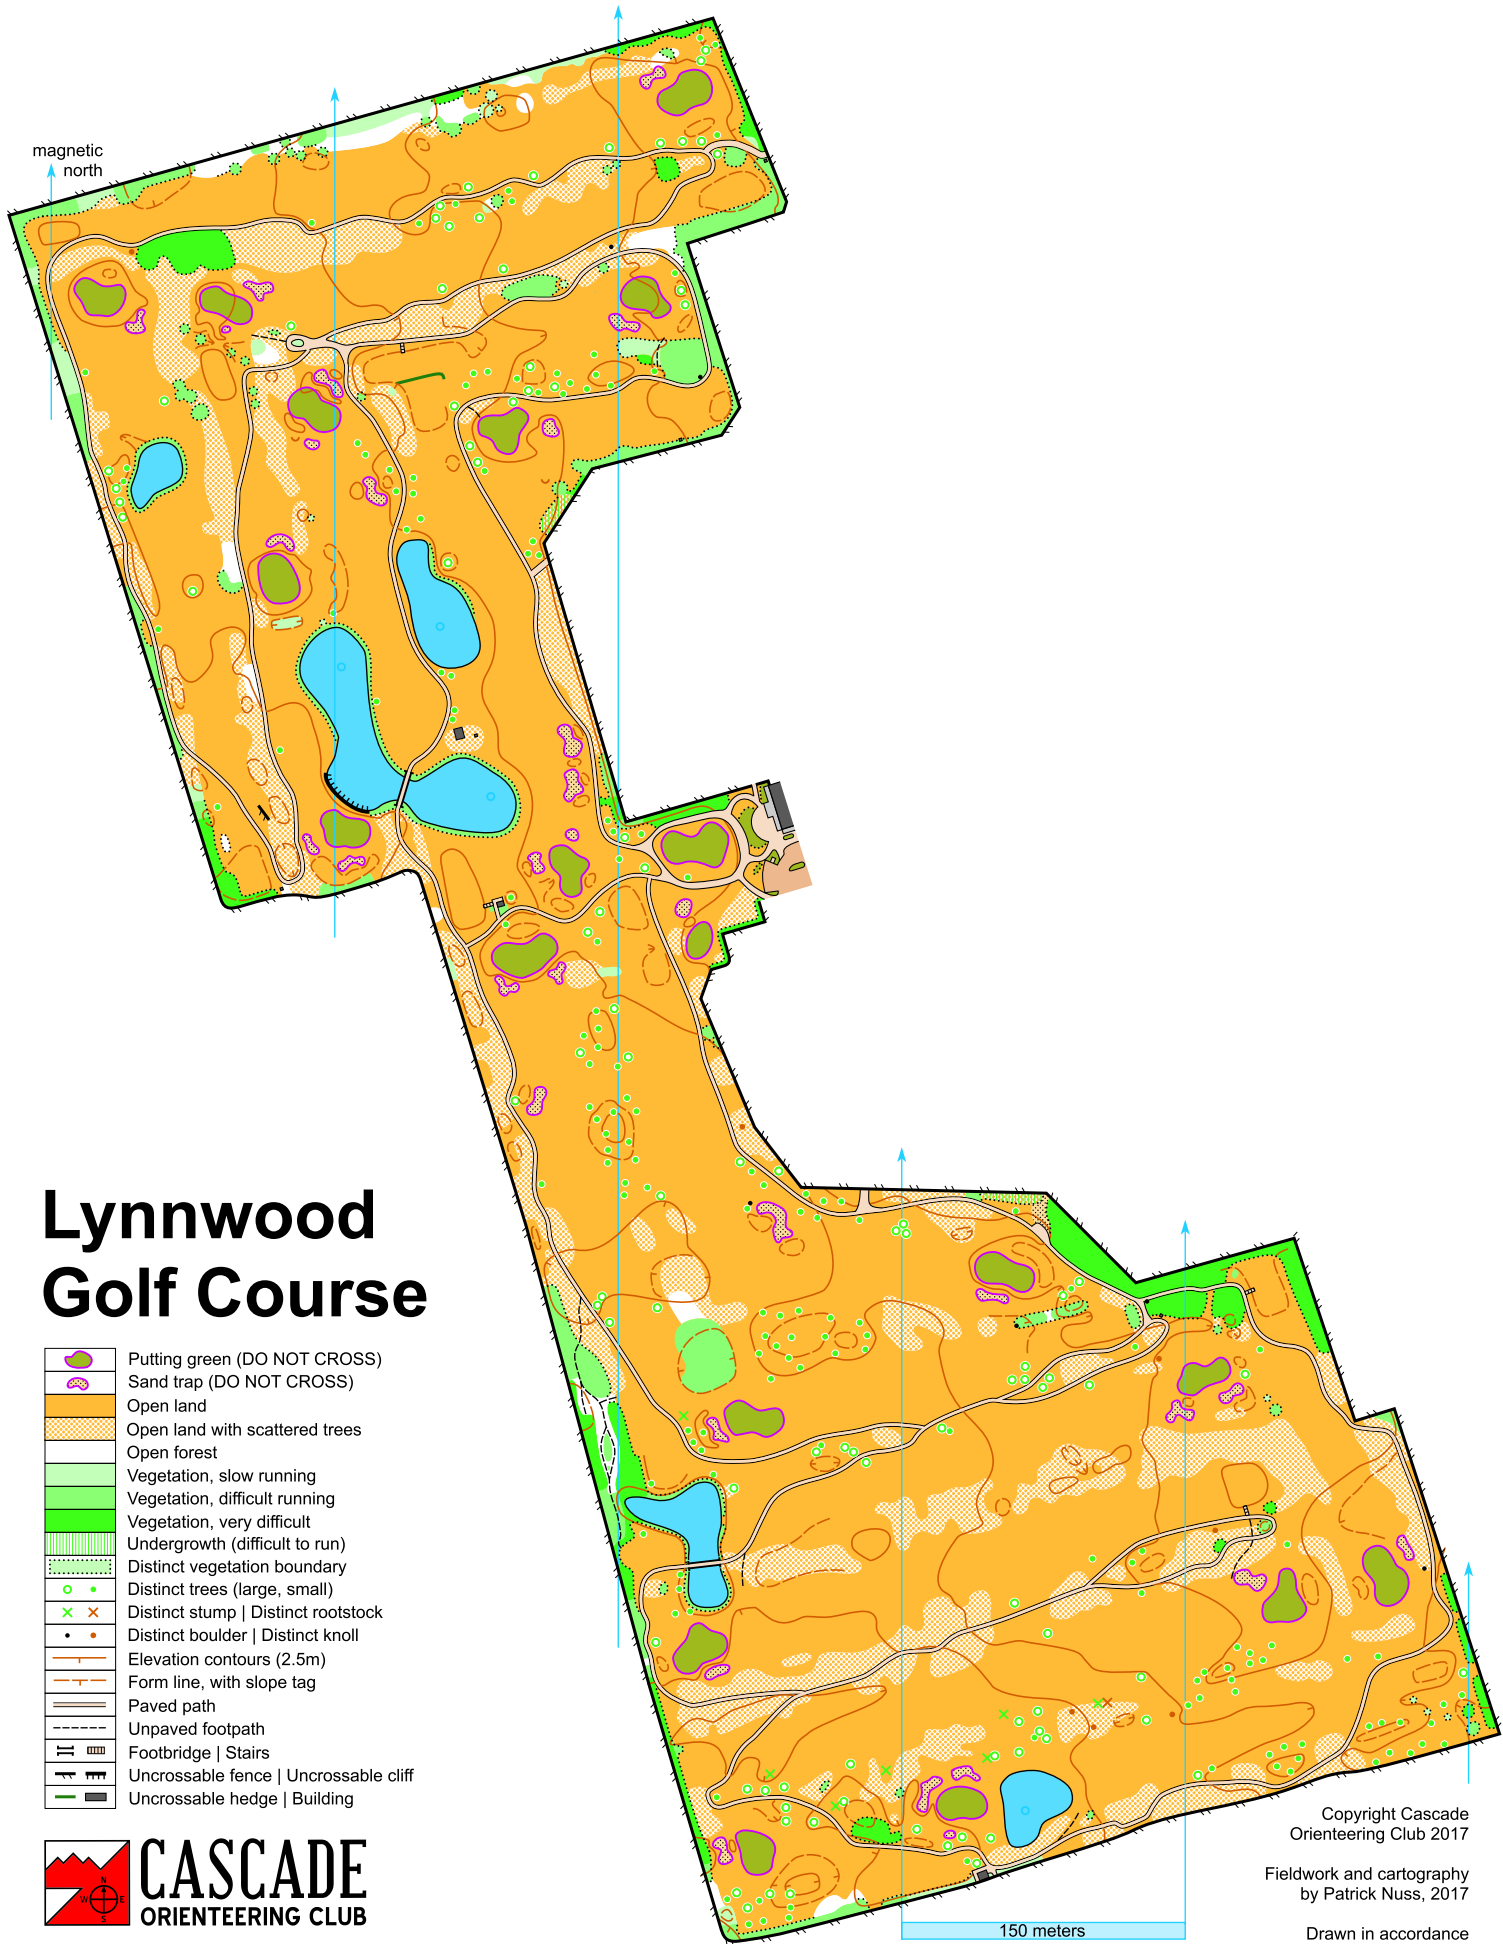 magnetic
north
Lynnwood
Golf Course
Putting green (DO NOT CROSS)
Sand trap (DO NOT CROSS)
Open land
Open land with scattered trees
Open forest
Vegetation, slow running
Vegetation, difficult running
Vegetation, very difficult
Undergrowth (difficult to run)
Distinct vegetation boundary
Distinct trees (large, small)
Distinct stump | Distinct rootstock
Distinct boulder | Distinct knoll
Elevation contours (2.5m)
Form line, with slope tag
Paved path
Unpaved footpath
Footbridge | Stairs
Uncrossable fence | Uncrossable cliff
Uncrossable hedge | Building
N
W E
S
CASCADE
ORIENTEERING CLUB
150 meters
Copyright Cascade
Orienteering Club 2017
Fieldwork and cartography
by Patrick Nuss, 2017
Drawn in accordance